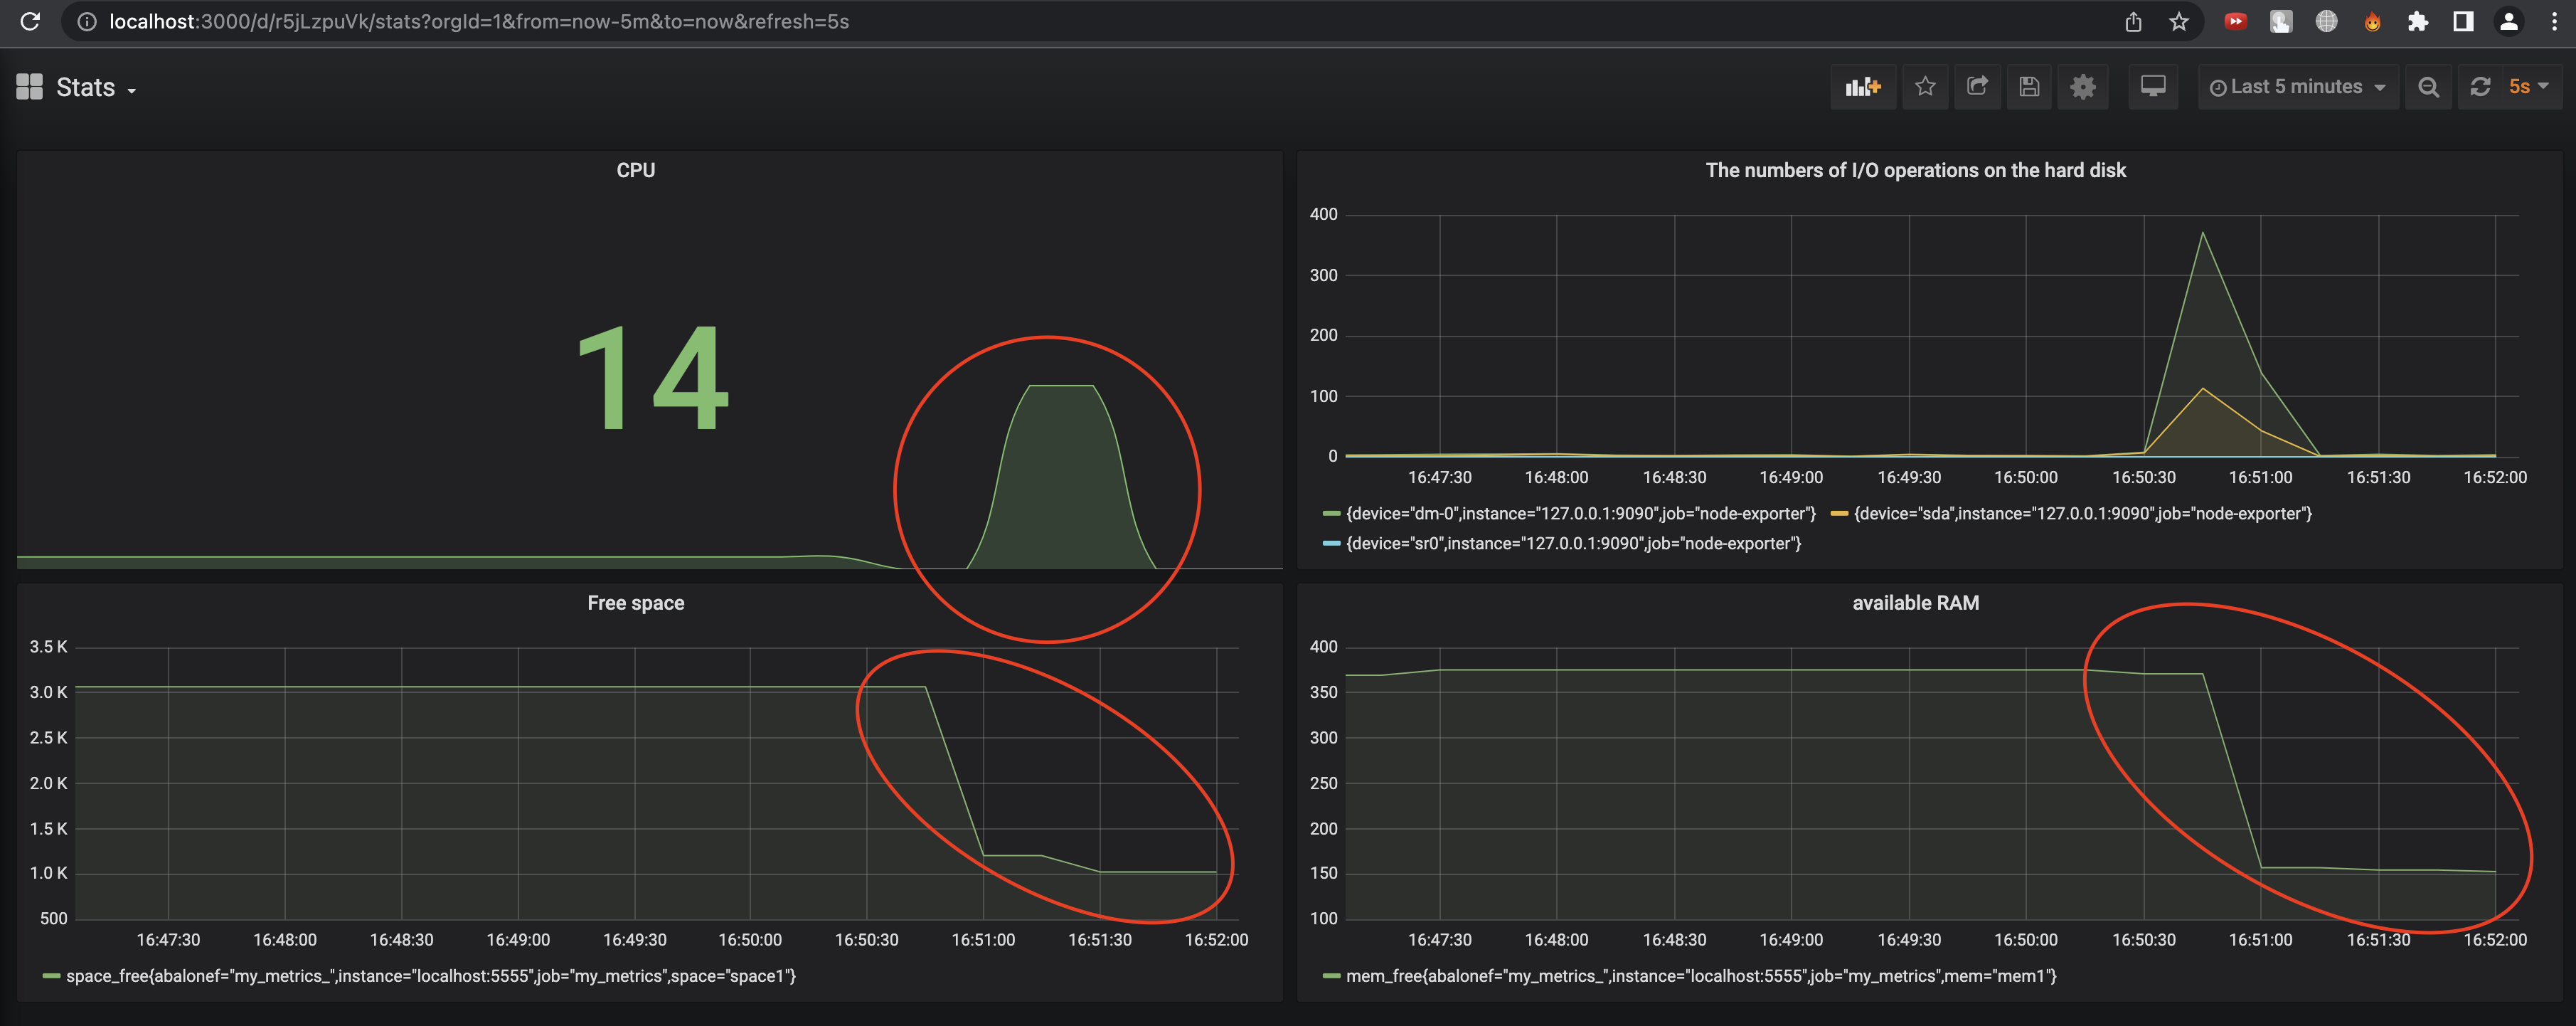 localhost:3000/d/r5jLzpuVk/stats?orgId=1&from=now-5m&to=now&refresh=5s
Stats
Last 5 minutes
5s
CPU
14
The numbers of I/O operations on the hard disk
400
300
200
100
0
16:47:30 16:48:00 16:48:30 16:49:00 16:49:30 16:50:00 16:50:30 16:51:00 16:51:30 16:52:00
{device="dm-0",instance="127.0.0.1:9090",job="node-exporter"} {device="sda",instance="127.0.0.1:9090",job="node-exporter"}
{device="sr0",instance="127.0.0.1:9090",job="node-exporter"}
Free space
3.5 K
3.0 K
2.5 K
2.0 K
1.5 K
1.0 K
500
16:47:30 16:48:00 16:48:30 16:49:00 16:49:30 16:50:00 16:50:30 16:51:00 16:51:30 16:52:00
space_free{abalonef="my_metrics_",instance="localhost:5555",job="my_metrics",space="space1"}
available RAM
400
350
300
250
200
150
100
16:47:30 16:48:00 16:48:30 16:49:00 16:49:30 16:50:00 16:50:30 16:51:00 16:51:30 16:52:00
mem_free{abalonef="my_metrics_",instance="localhost:5555",job="my_metrics",mem="mem1"}